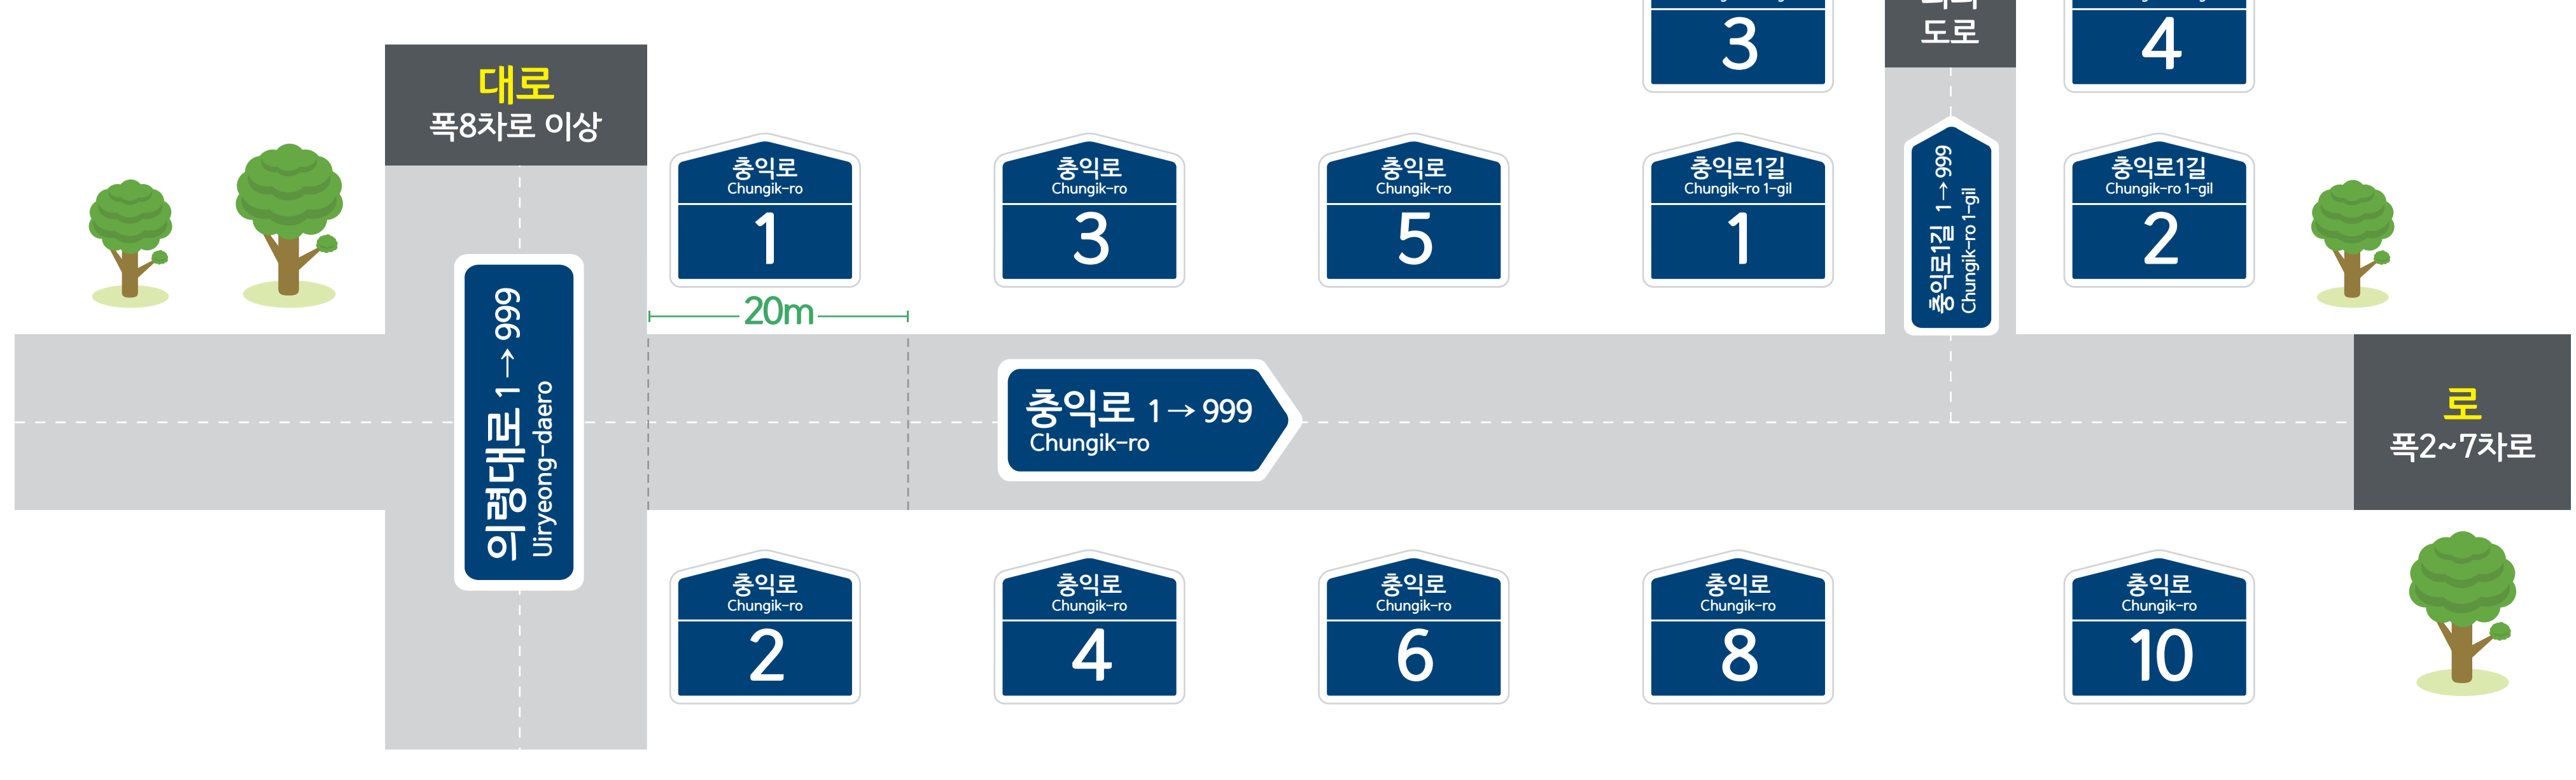 3
도로
4
대로
폭8차로 이상
충익로
Chungik-ro
1
충익로
Chungik-ro
3
충익로
Chungik-ro
5
충익로1길
Chungik-ro 1-gil
1
충익로1길 1→999
Chungik-ro 1-gil
충익로1길
Chungik-ro 1-gil
2
20m
의령대로 1→999
Uiryeong-daero
충익로 1→999
Chungik-ro
로
폭2~7차로
충익로
Chungik-ro
2
충익로
Chungik-ro
4
충익로
Chungik-ro
6
충익로
Chungik-ro
8
충익로
Chungik-ro
10